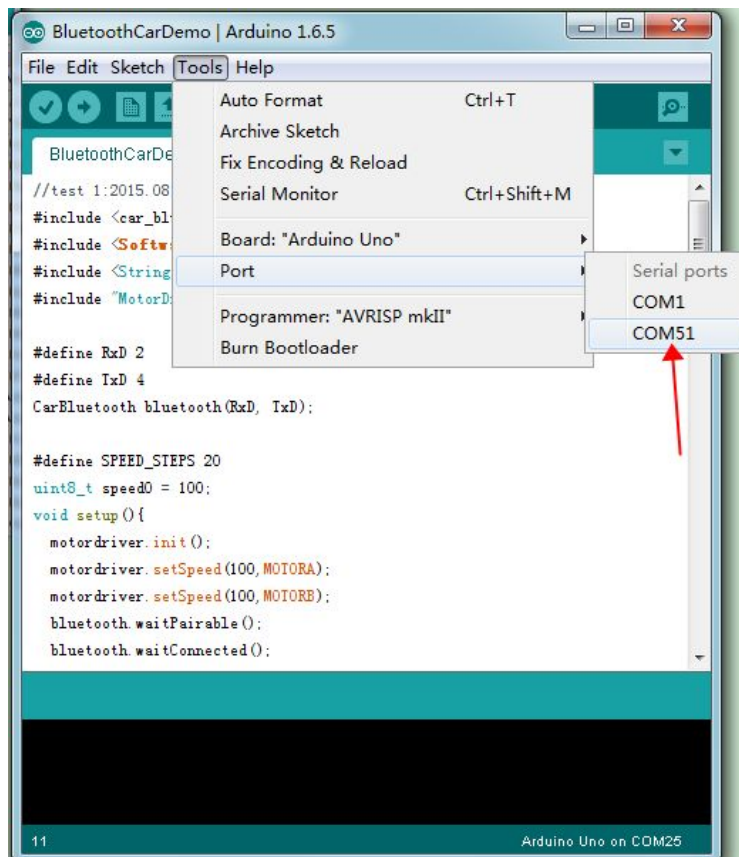 BluetoothCarDemo | Arduino 1.6.5
File Edit Sketch Tools Help
Auto Format Ctrl+T
Archive Sketch
Fix Encoding & Reload
Serial Monitor Ctrl+Shift+M
Board: "Arduino Uno"
Port
Programmer: "AVRISP mkII"
Burn Bootloader
Serial ports
COM1
COM51
BluetoothCarDe
//test 1:2015.08
#include <car_bl
#include <Softw
#include <String
#include "MotorD
#define RxD 2
#define TxD 4
CarBluetooth bluetooth(RxD, TxD);
#define SPEED_STEPS 20
uint8_t speed0 = 100;
void setup(){
motordriver.init();
motordriver.setSpeed(100,MOTORA);
motordriver.setSpeed(100,MOTORB);
bluetooth.waitPairable();
bluetooth.waitConnected();
11 Arduino Uno on COM25